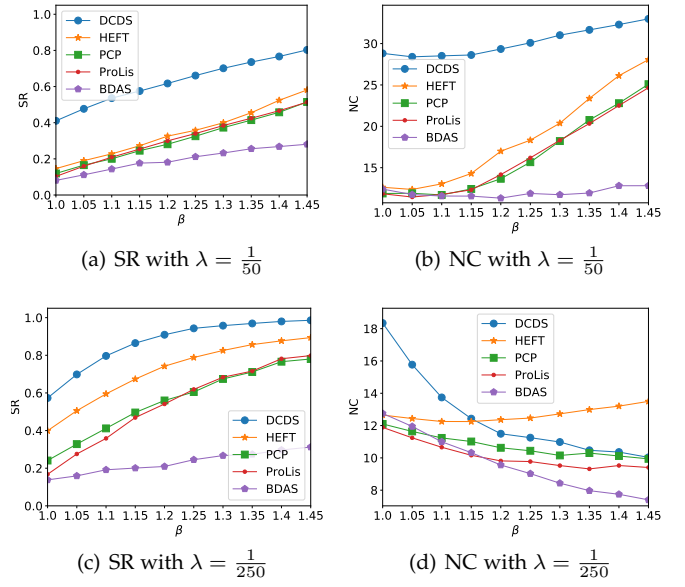 1.0
0.8
0.6
0.4
0.2
0.0
SR
DCDS
HEFT
PCP
ProLis
BDAS
1.0 1.05 1.1 1.15 1.2 1.25 1.3 1.35 1.4 1.45
β
(a) SR with λ = 1/50
30
25
20
15
NC
DCDS
HEFT
PCP
ProLis
BDAS
1.0 1.05 1.1 1.15 1.2 1.25 1.3 1.35 1.4 1.45
β
(b) NC with λ = 1/50
1.0
0.8
0.6
0.4
0.2
0.0
SR
DCDS
HEFT
PCP
ProLis
BDAS
1.0 1.05 1.1 1.15 1.2 1.25 1.3 1.35 1.4 1.45
β
(c) SR with λ = 1/250
18
16
14
12
10
8
NC
DCDS
HEFT
PCP
ProLis
BDAS
1.0 1.05 1.1 1.15 1.2 1.25 1.3 1.35 1.4 1.45
β
(d) NC with λ = 1/250